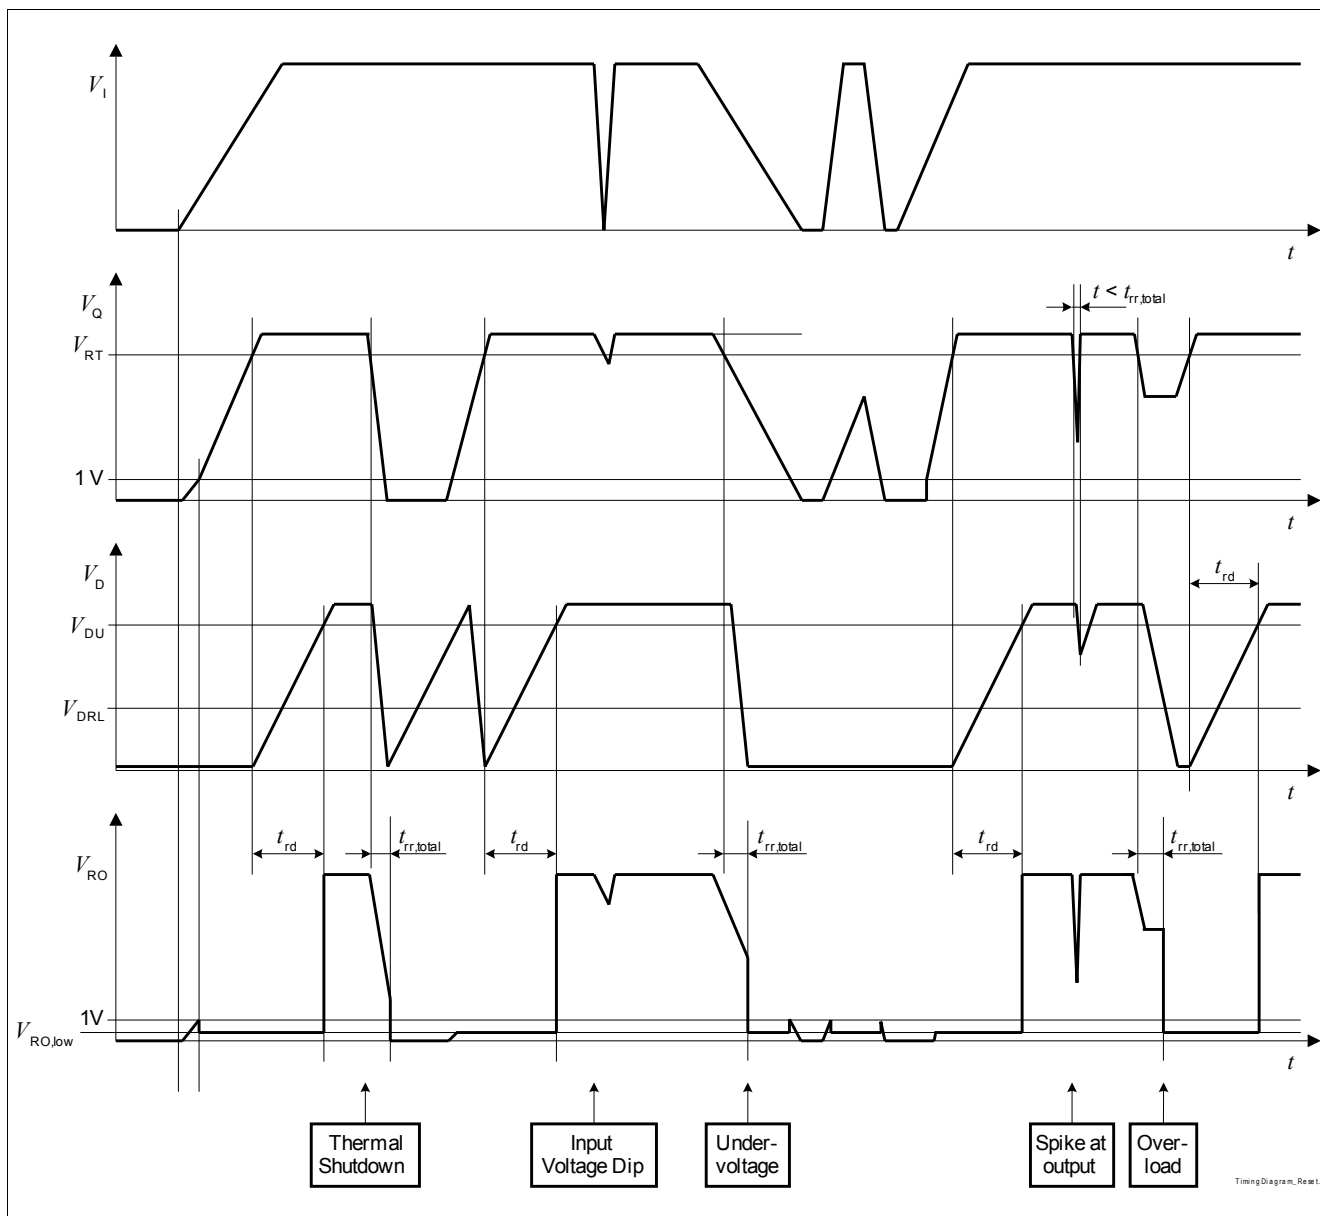 V_I
t
V_Q
t < t_rr,total
V_RT
1 V
t
V_D
t_rd
V_DU
V_DRL
t
t_rd
t_rr,total
t_rd
t_rr,total
t_rd
t_rr,total
V_RO
1V
V_RO,low
t
Thermal
Shutdown
Input
Voltage Dip
Under-
voltage
Spike at
output
Over-
load
TimingDiagram_Reset.